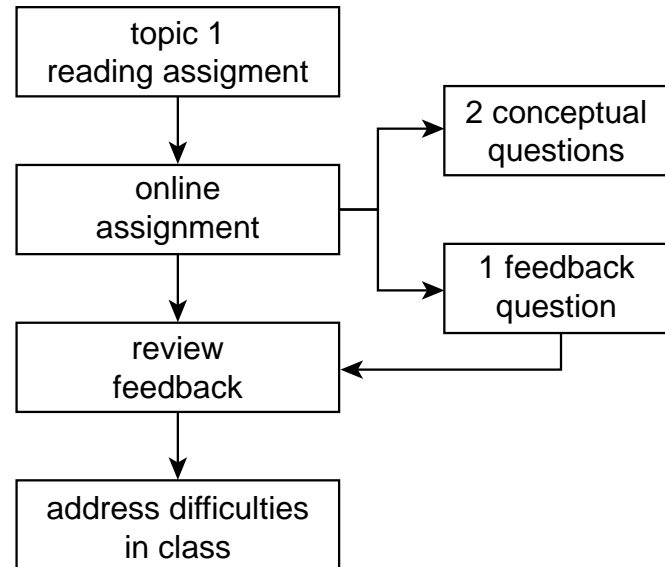 topic 1
reading assigment
online
assignment
2 conceptual
questions
1 feedback
question
review
feedback
address difficulties
in class